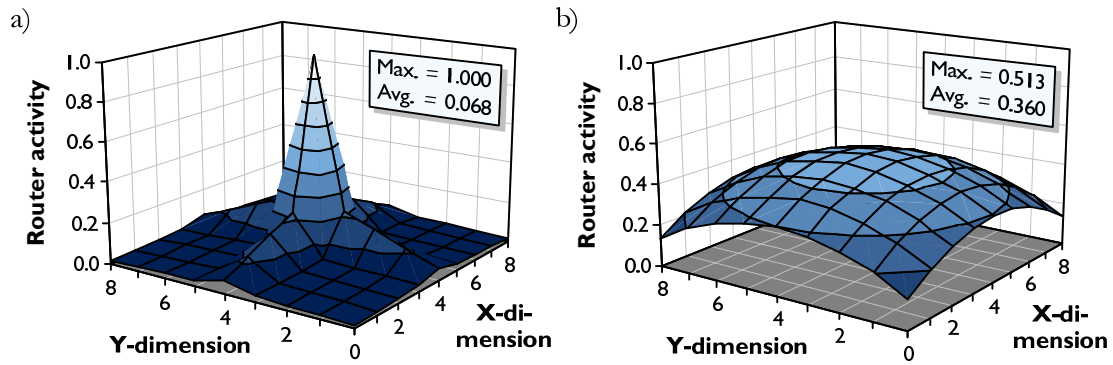 a)
Max. = 1.000
Avg. = 0.068
Router activity
1.0
0.8
0.6
0.4
0.2
0.0
8
6
4
2
0
2
4
6
8
Y-dimension
X-di-
mension
b)
Max. = 0.513
Avg. = 0.360
Router activity
1.0
0.8
0.6
0.4
0.2
0.0
8
6
4
2
0
2
4
6
8
Y-dimension
X-di-
mension